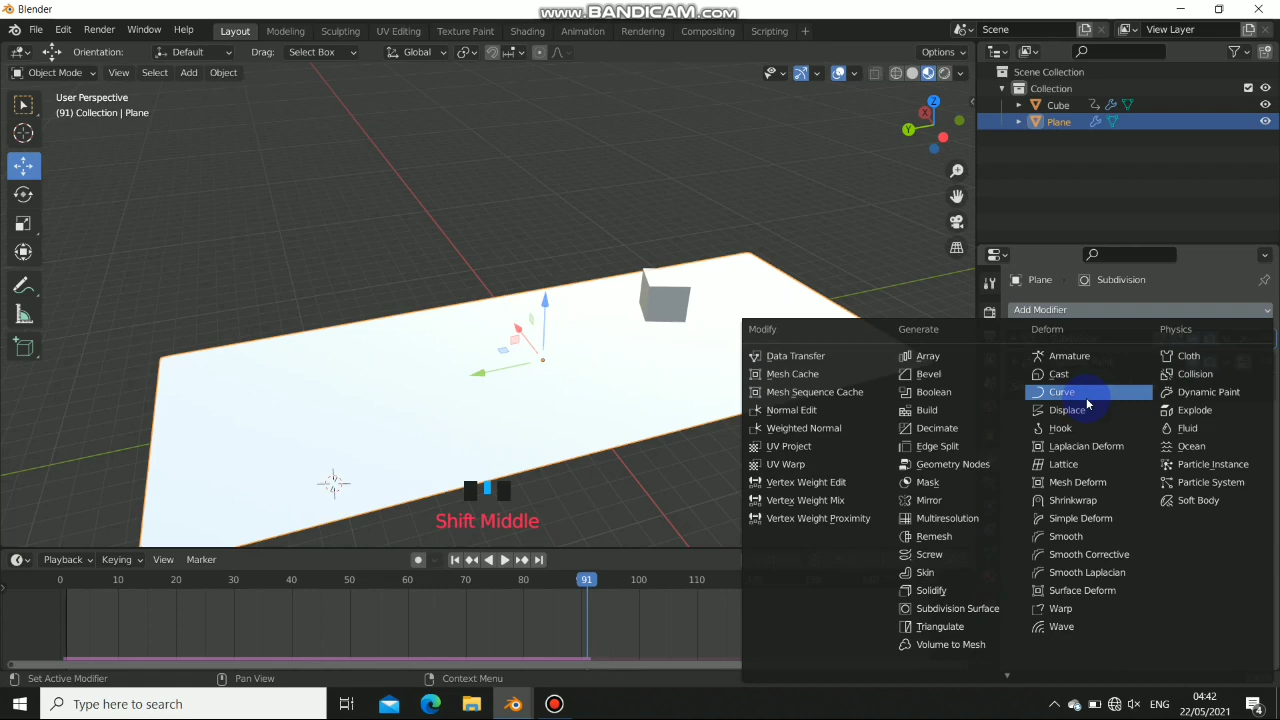 Blender
www.BANDICAM.com
File Edit Render Window Help Layout Modeling Sculpting UV Editing Texture Paint Shading Animation Rendering Compositing Scripting + Scene View Layer
Orientation: Default Drag: Select Box Global Options
Object Mode View Select Add Object
User Perspective
(91) Collection | Plane
Z
X
Y
Scene Collection
Collection
Cube
Plane
Plane Subdivision
Add Modifier
Modify Generate Deform Physics
Data Transfer Array Armature Cloth
Mesh Cache Bevel Cast Collision
Mesh Sequence Cache Boolean Curve Dynamic Paint
Normal Edit Build Displace Explode
Weighted Normal Decimate Hook Fluid
UV Project Edge Split Laplacian Deform Ocean
UV Warp Geometry Nodes Lattice Particle Instance
Vertex Weight Edit Mask Mesh Deform Particle System
Vertex Weight Mix Mirror Shrinkwrap Soft Body
Vertex Weight Proximity Multiresolution Simple Deform
Remesh Smooth
Screw Smooth Corrective
Skin Smooth Laplacian
Solidify Surface Deform
Subdivision Surface Warp
Triangulate Wave
Volume to Mesh
Shift Middle
Playback Keying View Marker
0 10 20 30 40 50 60 70 80 91 100 110
Set Active Modifier Pan View Context Menu
Type here to search
ENG
04:42
22/05/2021
4